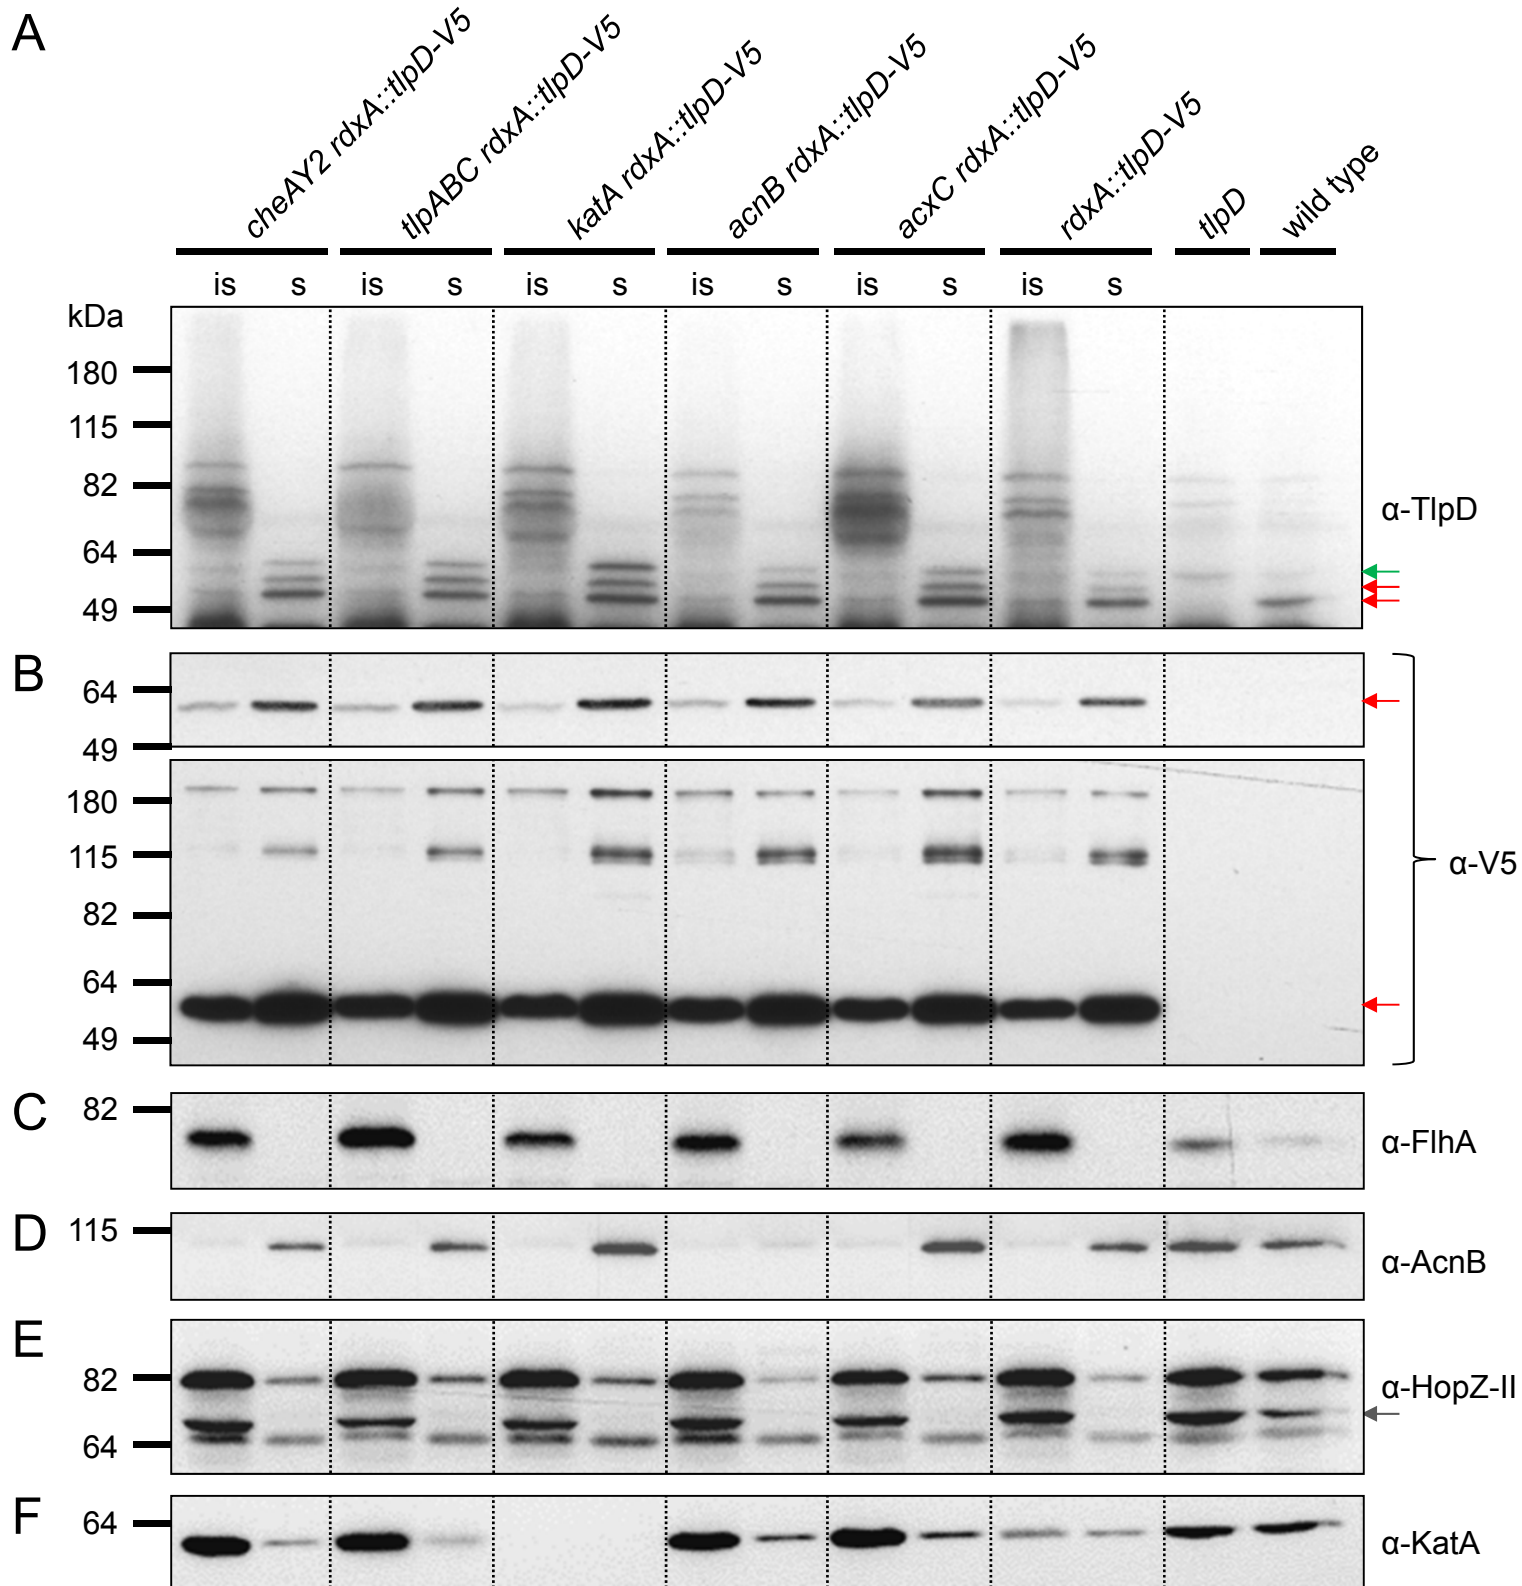 A
cheAY2 rdxA::tlpD-V5
tlpABC rdxA::tlpD-V5
katA rdxA::tlpD-V5
acnB rdxA::tlpD-V5
acxC rdxA::tlpD-V5
rdxA::tlpD-V5
tlpD
wild type
is s is s is s is s is s is s
kDa
180
115
82
α-TlpD
64
49
B
64
49
180
115
α-V5
82
64
49
C
82
α-FlhA
D
115
α-AcnB
E
82
α-HopZ-II
64
F
64
α-KatA